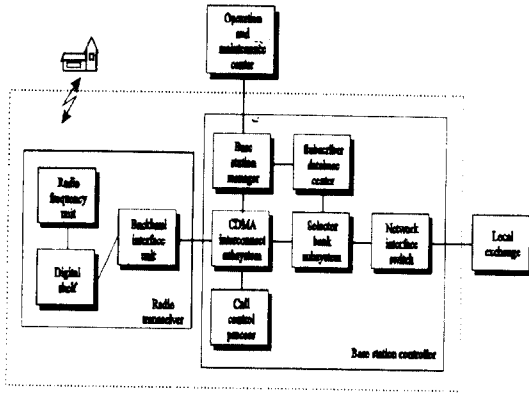 Operation
and
maintenance
center
Base
station
manager
Subscriber
database
center
Radio
frequency
unit
Backhaul
interface
unit
CDMA
interconnect
subsystem
Selector
bank
subsystem
Network
interface
switch
Local
exchange
Digital
shelf
Radio
transceiver
Call
control
processor
Base station controller